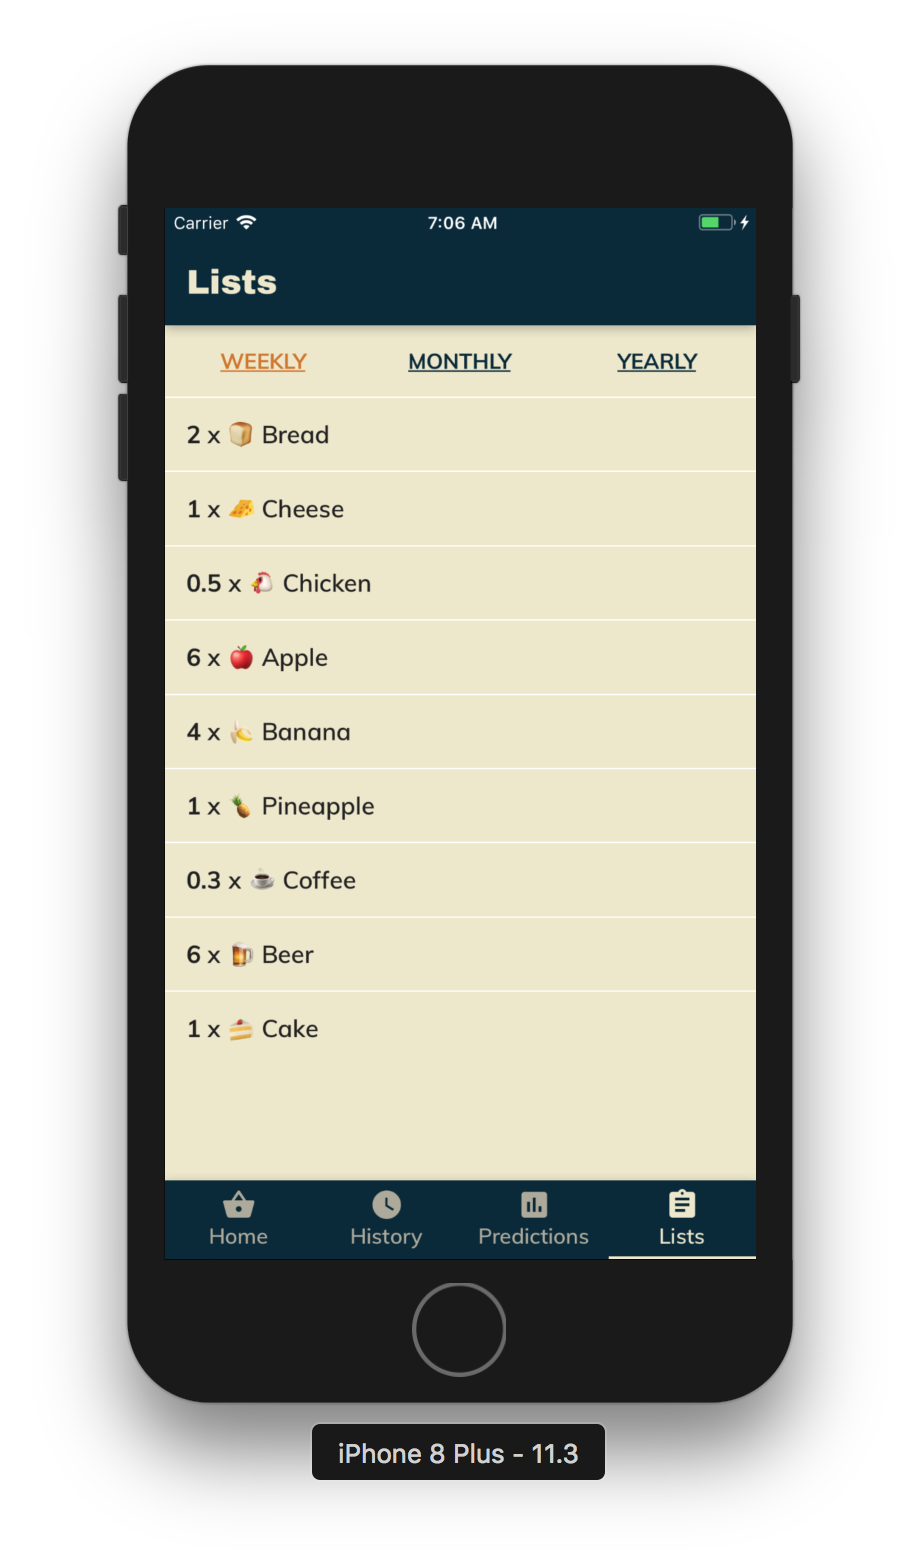 Carrier 7:06 AM
Lists
WEEKLY MONTHLY YEARLY
2 x 🍞 Bread
1 x 🧀 Cheese
0.5 x 🐔 Chicken
6 x 🍎 Apple
4 x 🍌 Banana
1 x 🍍 Pineapple
0.3 x ☕ Coffee
6 x 🍺 Beer
1 x 🍰 Cake
Home History Predictions Lists
iPhone 8 Plus - 11.3